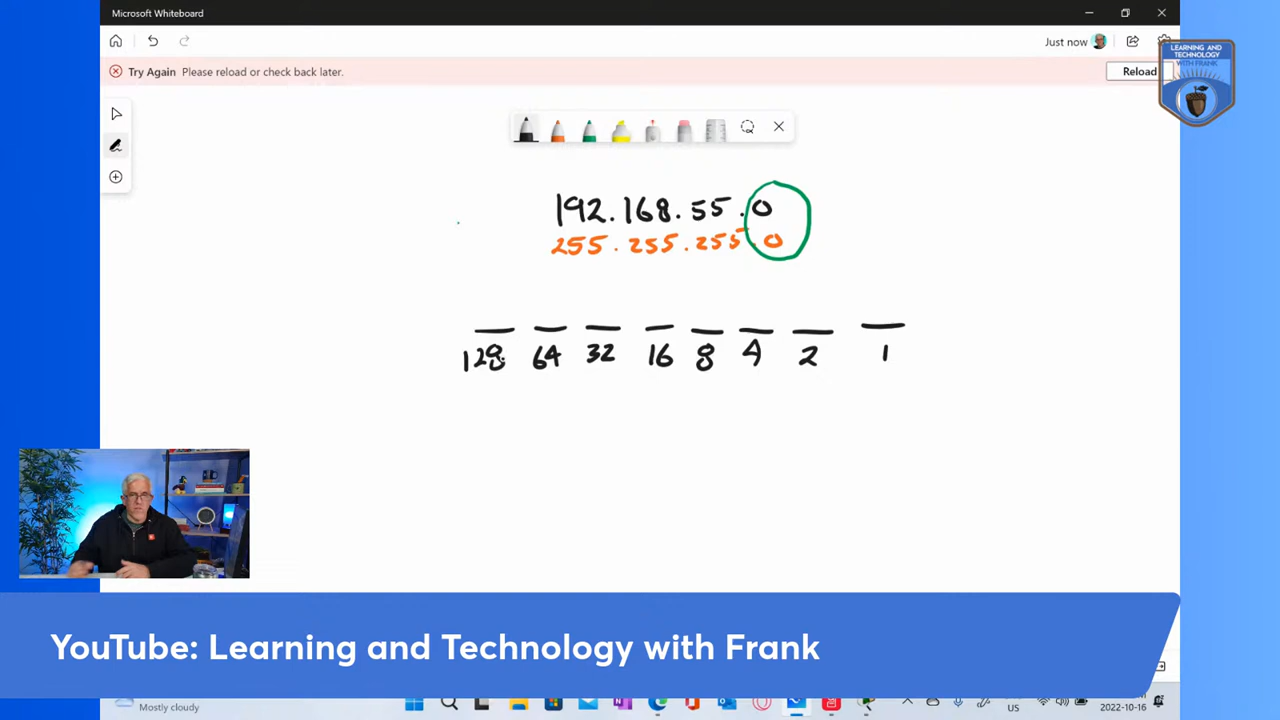 Microsoft Whiteboard
Just now
LEARNING AND
TECHNOLOGY
WITH FRANK
Try Again Please reload or check back later.
Reload
192.168.55.0
255.255.255.0
128 64 32 16 8 4 2 1
YouTube: Learning and Technology with Frank
Mostly cloudy
US
2022-10-16